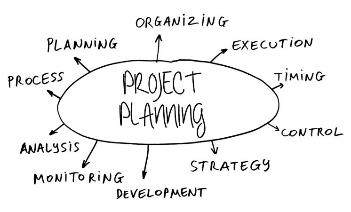 ORGANIZING
PLANNING
EXECUTION
PROCESS
TIMING
PROJECT
PLANNING
ANALYSIS
CONTROL
MONITORING
STRATEGY
DEVELOPMENT